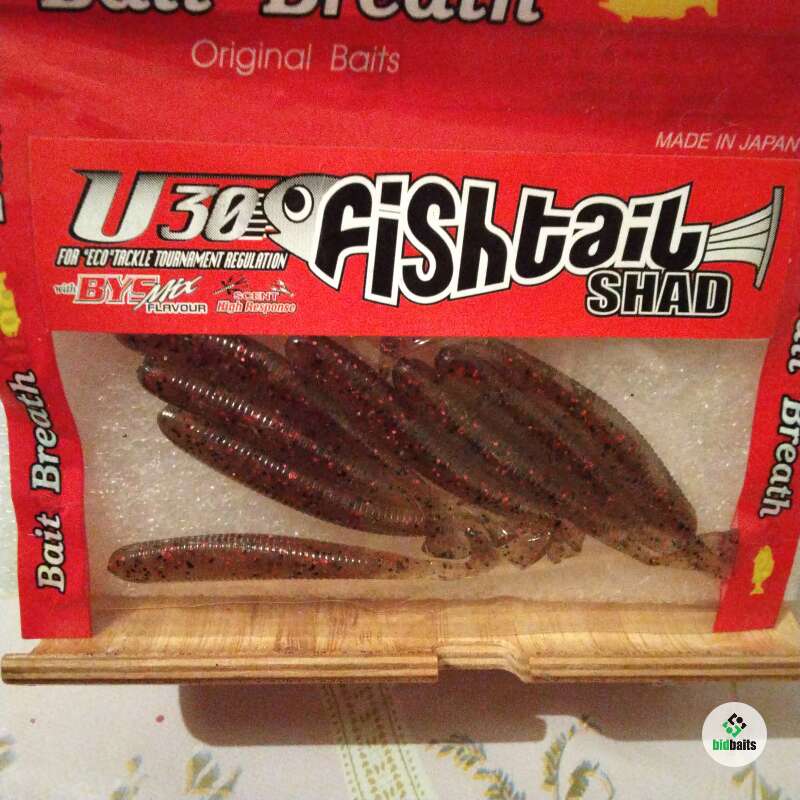 Bait Breath
Original Baits
MADE IN JAPAN
U30 fishtail
SHAD
FOR "ECO" TACKLE TOURNAMENT REGULATION
with BYS Mix
FLAVOUR
SCENT
High Response
Bait Breath
Bait Breath
bidbaits